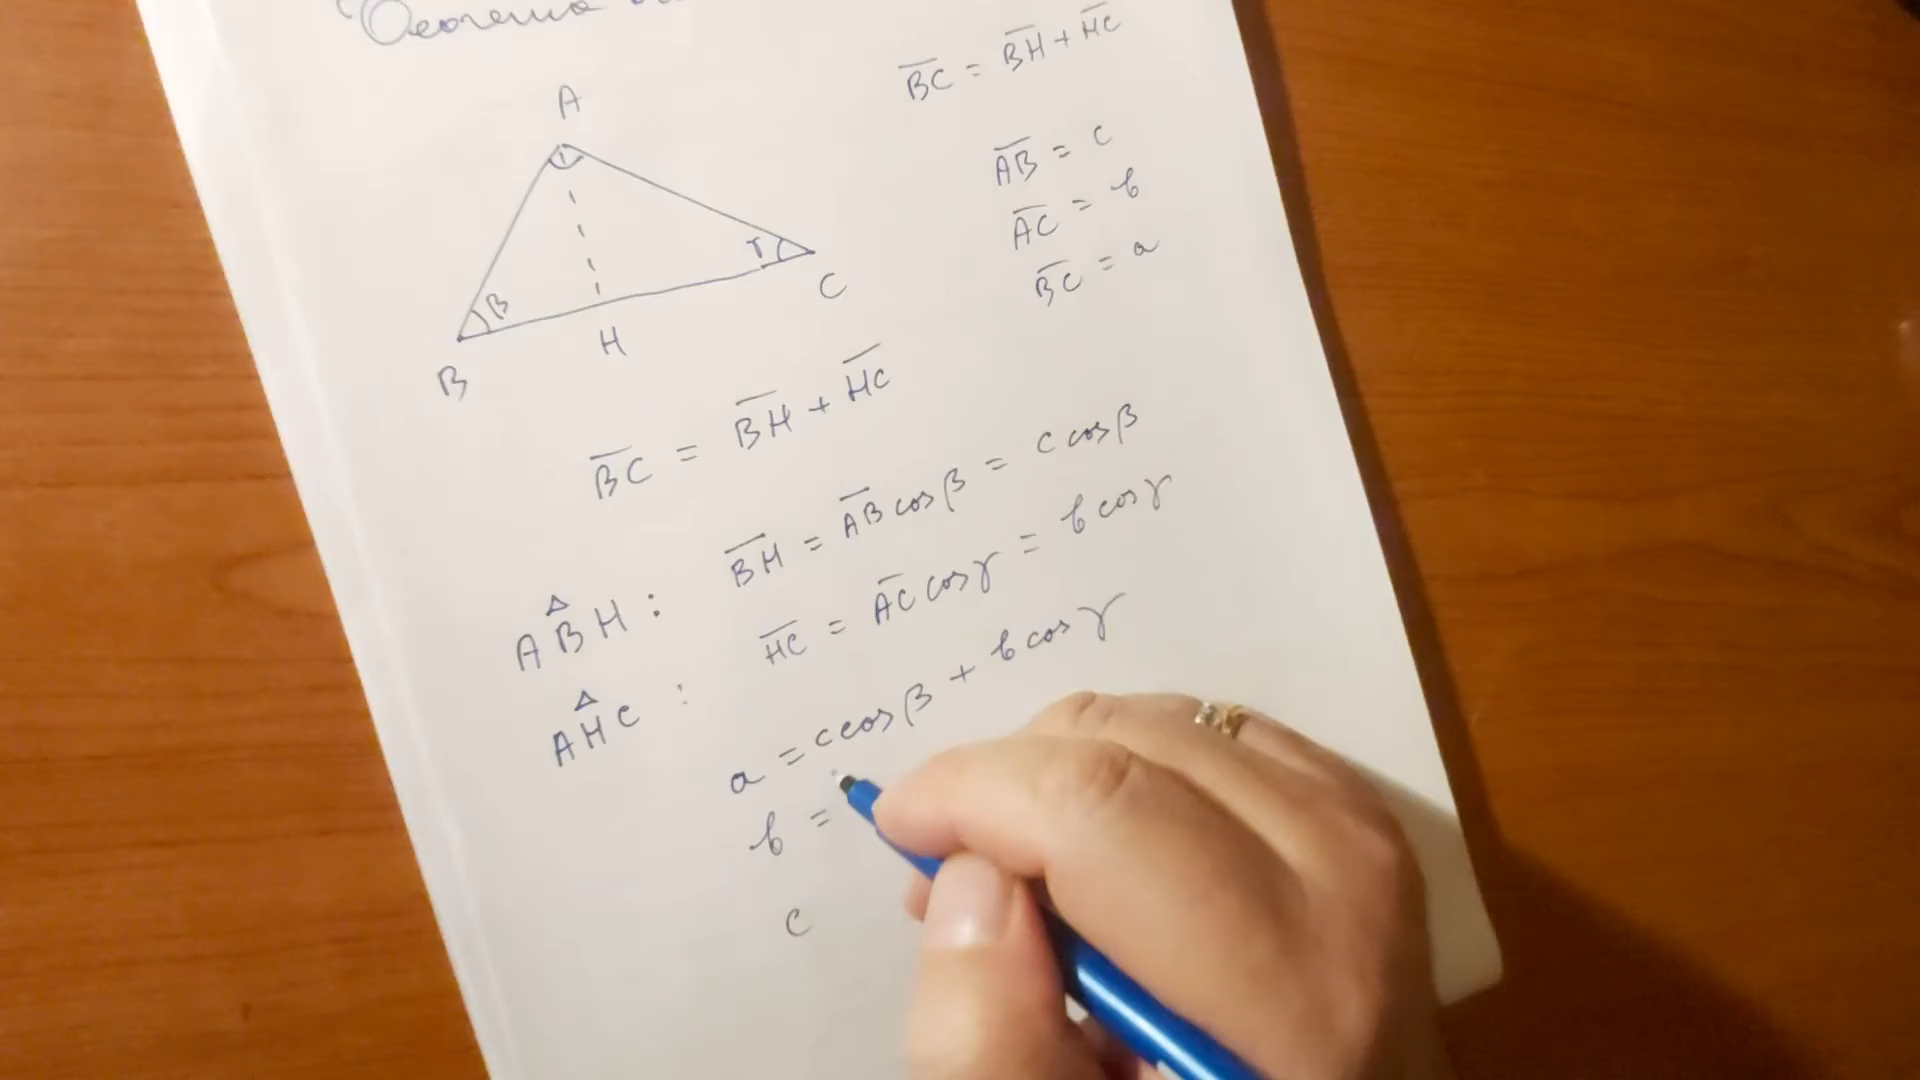 Teorema
BC = BH + HC
A
AB = c
AC = b
BC = a
β γ
B H C
BC = BH + HC
ABH : BH = AB cos β = c cos β
AHC : HC = AC cos γ = b cos γ
a = c cos β + b cos γ
b =
c